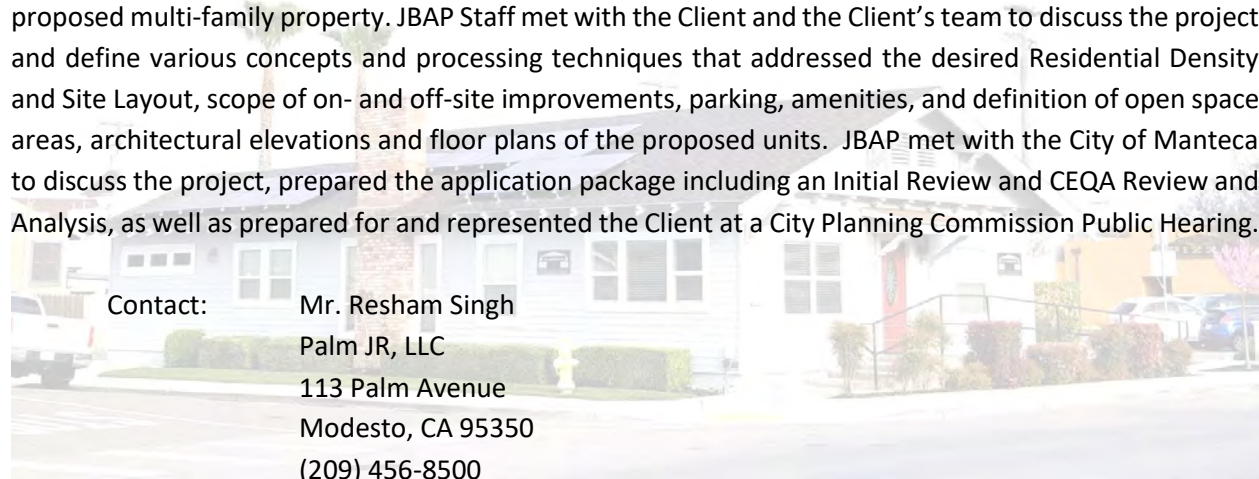 proposed multi-family property. JBAP Staff met with the Client and the Client’s team to discuss the project
and define various concepts and processing techniques that addressed the desired Residential Density
and Site Layout, scope of on- and off-site improvements, parking, amenities, and definition of open space
areas, architectural elevations and floor plans of the proposed units. JBAP met with the City of Manteca
to discuss the project, prepared the application package including an Initial Review and CEQA Review and
Analysis, as well as prepared for and represented the Client at a City Planning Commission Public Hearing.
Contact: Mr. Resham Singh
Palm JR, LLC
113 Palm Avenue
Modesto, CA 95350
(209) 456-8500